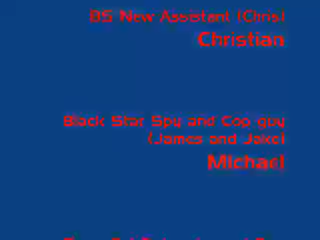 BS New Assistant (Chris)
Christian
Black Star Spy and Cop guy
(James and Jake)
Michael